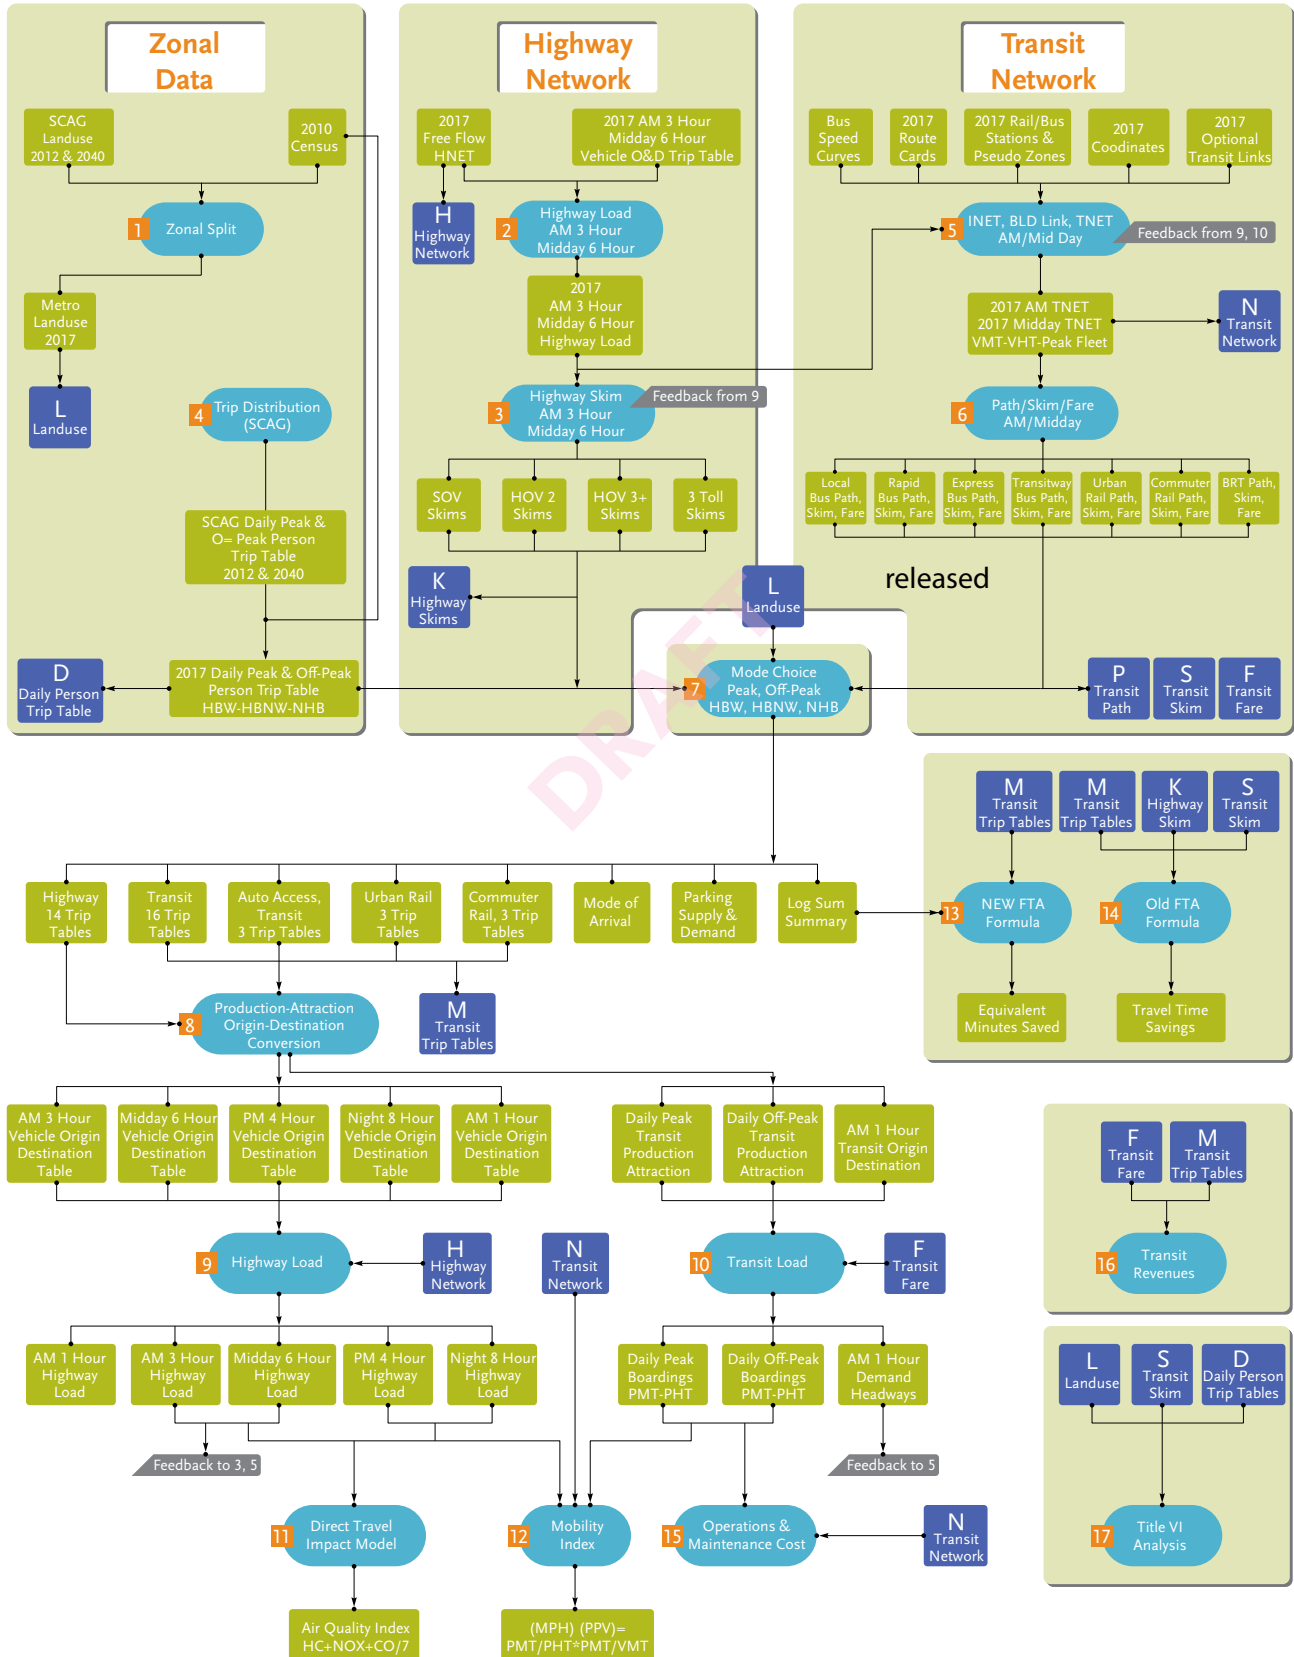 Zonal
Data
Highway
Network
Transit
Network
SCAG
Landuse
2012 & 2040
2010
Census
2017
Free Flow
HNET
2017 AM 3 Hour
Midday 6 Hour
Vehicle O&D Trip Table
Bus
Speed
Curves
2017
Route
Cards
2017 Rail/Bus
Stations &
Pseudo Zones
2017
Coodinates
2017
Optional
Transit Links
1
Zonal Split
H
Highway
Network
2
Highway Load
AM 3 Hour
Midday 6 Hour
5
INET, BLD Link, TNET
AM/Mid Day
Feedback from 9, 10
Metro
Landuse
2017
2017
AM 3 Hour
Midday 6 Hour
Highway Load
2017 AM TNET
2017 Midday TNET
VMT-VHT-Peak Fleet
N
Transit
Network
L
Landuse
4
Trip Distribution
(SCAG)
3
Highway Skim
AM 3 Hour
Midday 6 Hour
Feedback from 9
6
Path/Skim/Fare
AM/Midday
SOV
Skims
HOV 2
Skims
HOV 3+
Skims
3 Toll
Skims
Local
Bus Path,
Skim, Fare
Rapid
Bus Path,
Skim, Fare
Express
Bus Path,
Skim, Fare
Transitway
Bus Path,
Skim, Fare
Urban
Rail Path,
Skim, Fare
Commuter
Rail Path,
Skim, Fare
BRT Path,
Skim,
Fare
SCAG Daily Peak &
O= Peak Person
Trip Table
2012 & 2040
K
Highway
Skims
L
Landuse
released
D
Daily Person
Trip Table
2017 Daily Peak & Off-Peak
Person Trip Table
HBW-HBNW-NHB
7
Mode Choice
Peak, Off-Peak
HBW, HBNW, NHB
P
Transit
Path
S
Transit
Skim
F
Transit
Fare
DRAFT
M
Transit
Trip Tables
M
Transit
Trip Tables
K
Highway
Skim
S
Transit
Skim
Highway
14 Trip
Tables
Transit
16 Trip
Tables
Auto Access,
Transit
3 Trip Tables
Urban Rail
3 Trip
Tables
Commuter
Rail, 3 Trip
Tables
Mode of
Arrival
Parking
Supply &
Demand
Log Sum
Summary
13
NEW FTA
Formula
14
Old FTA
Formula
8
Production-Attraction
Origin-Destination
Conversion
M
Transit
Trip Tables
Equivalent
Minutes Saved
Travel Time
Savings
AM 3 Hour
Vehicle Origin
Destination
Table
Midday 6 Hour
Vehicle Origin
Destination
Table
PM 4 Hour
Vehicle Origin
Destination
Table
Night 8 Hour
Vehicle Origin
Destination
Table
AM 1 Hour
Vehicle Origin
Destination
Table
Daily Peak
Transit
Production
Attraction
Daily Off-Peak
Transit
Production
Attraction
AM 1 Hour
Transit Origin
Destination
F
Transit
Fare
M
Transit
Trip Tables
9
Highway Load
H
Highway
Network
N
Transit
Network
10
Transit Load
F
Transit
Fare
16
Transit
Revenues
AM 1 Hour
Highway
Load
AM 3 Hour
Highway
Load
Midday 6 Hour
Highway
Load
PM 4 Hour
Highway
Load
Night 8 Hour
Highway
Load
Daily Peak
Boardings
PMT-PHT
Daily Off-Peak
Boardings
PMT-PHT
AM 1 Hour
Demand
Headways
L
Landuse
S
Transit
Skim
D
Daily Person
Trip Tables
Feedback to 3, 5
Feedback to 5
11
Direct Travel
Impact Model
12
Mobility
Index
15
Operations &
Maintenance Cost
N
Transit
Network
17
Title VI
Analysis
Air Quality Index
HC+NOX+CO/7
(MPH) (PPV)=
PMT/PHT*PMT/VMT